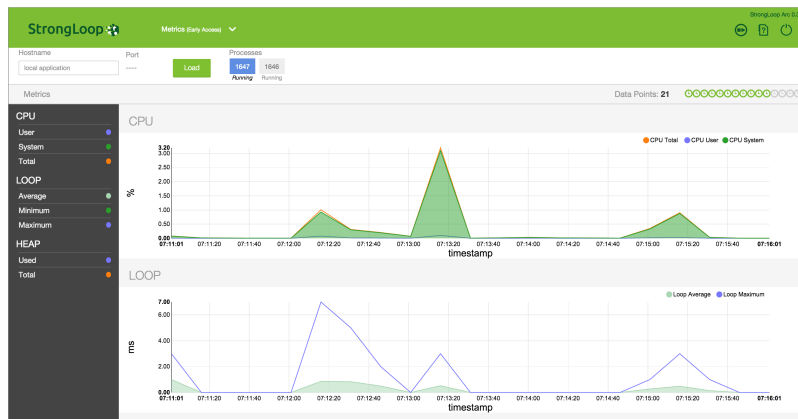 StrongLoop Arc 0.
StrongLoop
Metrics (Early Access)
Hostname
Port
Processes
local application
----
Load
1647
1646
Running
Running
Metrics
Data Points: 21
CPU
User
System
Total
LOOP
Average
Minimum
Maximum
HEAP
Used
Total
CPU
CPU Total CPU User CPU System
3.20
3.00
2.50
2.00
1.50
1.00
0.50
0.00
%
07:11:01 07:11:20 07:11:40 07:12:00 07:12:20 07:12:40 07:13:00 07:13:20 07:13:40 07:14:00 07:14:20 07:14:40 07:15:00 07:15:20 07:15:40 07:16:01
timestamp
LOOP
Loop Average Loop Maximum
7.00
6.00
4.00
2.00
0.00
ms
07:11:01 07:11:20 07:11:40 07:12:00 07:12:20 07:12:40 07:13:00 07:13:20 07:13:40 07:14:00 07:14:20 07:14:40 07:15:00 07:15:20 07:15:40 07:16:01
timestamp